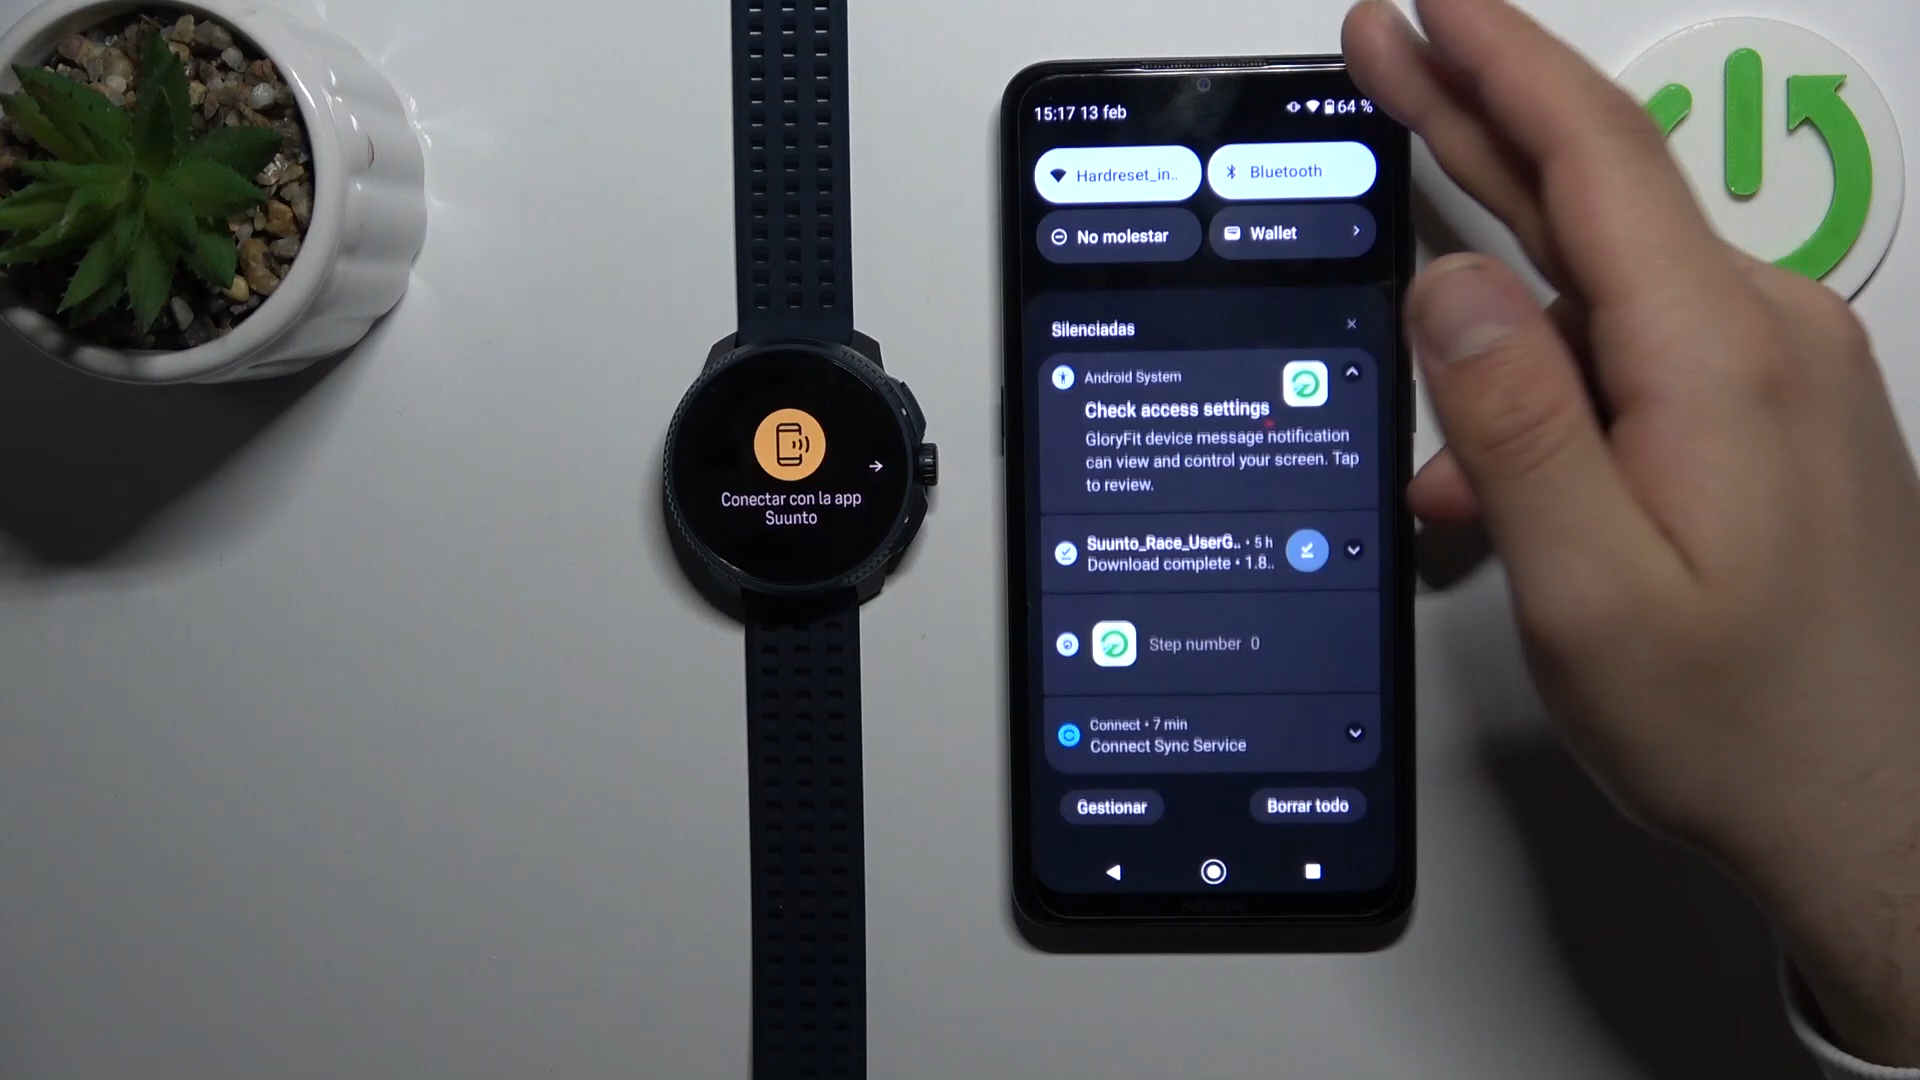 Conectar con la app
Suunto
15:17 13 feb
64 %
Hardreset_in..
Bluetooth
No molestar
Wallet
Silenciadas
Android System
Check access settings
GloryFit device message notification
can view and control your screen. Tap
to review.
Suunto_Race_UserG.. • 5 h
Download complete • 1.8..
Step number 0
Connect • 7 min
Connect Sync Service
Gestionar
Borrar todo
NOKIA